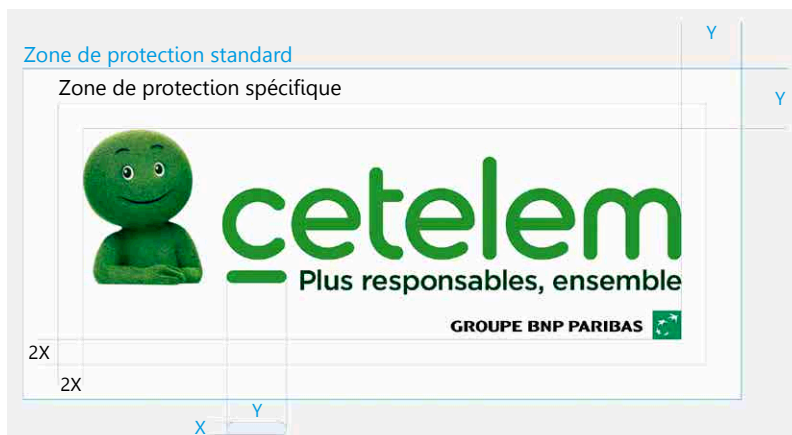 Y
Zone de protection standard
Zone de protection spécifique
Y
cetelem
Plus responsables, ensemble
GROUPE BNP PARIBAS
2X
2X
Y
X